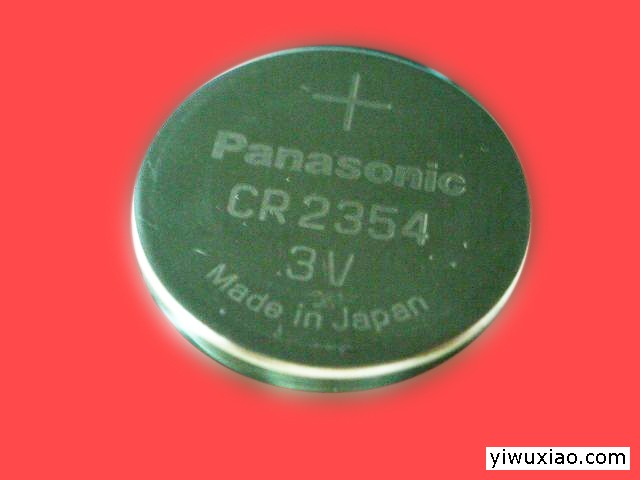 +
Panasonic
CR2354
3V
Made in Japan
yiwuxiao.com